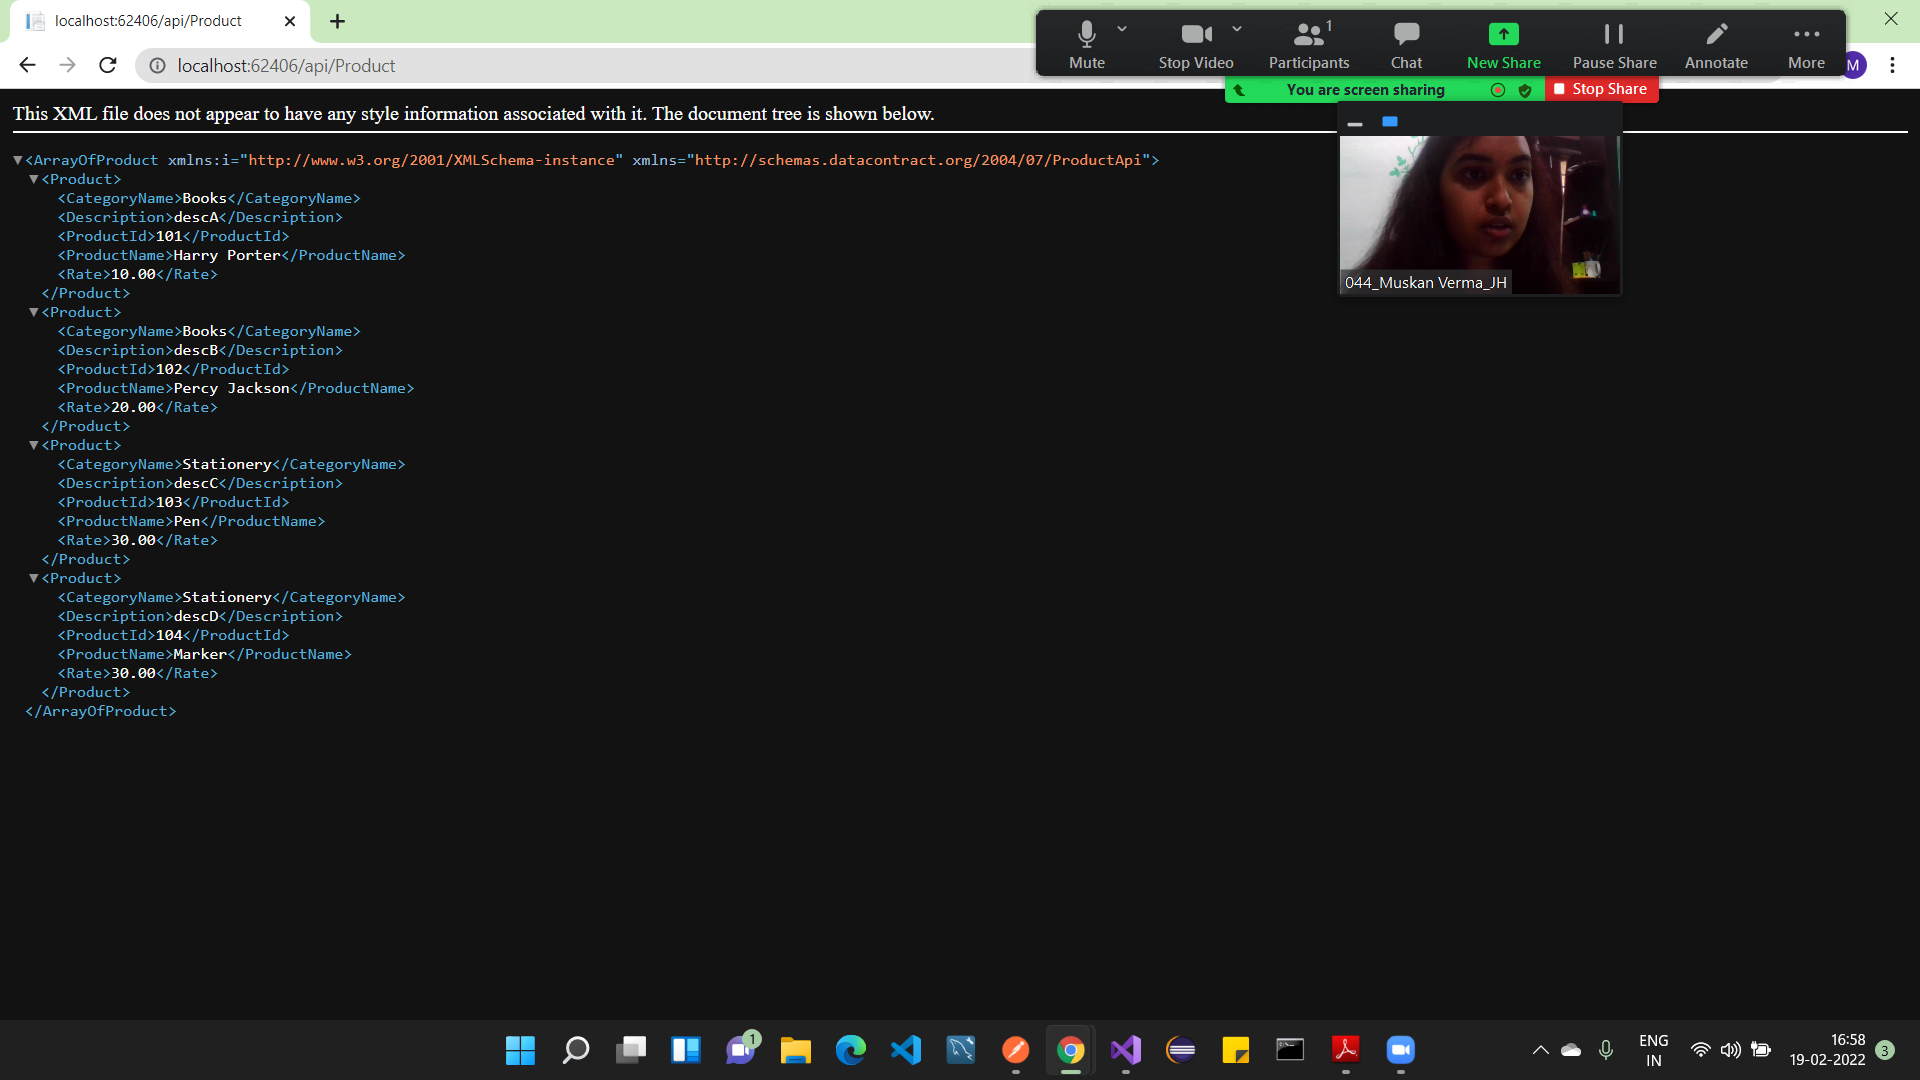 localhost:62406/api/Product
localhost:62406/api/Product
Mute
Stop Video
Participants
1
Chat
New Share
Pause Share
Annotate
More
M
You are screen sharing
Stop Share
This XML file does not appear to have any style information associated with it. The document tree is shown below.
<ArrayOfProduct xmlns:i="http://www.w3.org/2001/XMLSchema-instance" xmlns="http://schemas.datacontract.org/2004/07/ProductApi">
<Product>
<CategoryName>Books</CategoryName>
<Description>descA</Description>
<ProductId>101</ProductId>
<ProductName>Harry Porter</ProductName>
<Rate>10.00</Rate>
</Product>
<Product>
<CategoryName>Books</CategoryName>
<Description>descB</Description>
<ProductId>102</ProductId>
<ProductName>Percy Jackson</ProductName>
<Rate>20.00</Rate>
</Product>
<Product>
<CategoryName>Stationery</CategoryName>
<Description>descC</Description>
<ProductId>103</ProductId>
<ProductName>Pen</ProductName>
<Rate>30.00</Rate>
</Product>
<Product>
<CategoryName>Stationery</CategoryName>
<Description>descD</Description>
<ProductId>104</ProductId>
<ProductName>Marker</ProductName>
<Rate>30.00</Rate>
</Product>
</ArrayOfProduct>
044_Muskan Verma_JH
1
ENG
IN
16:58
19-02-2022
3